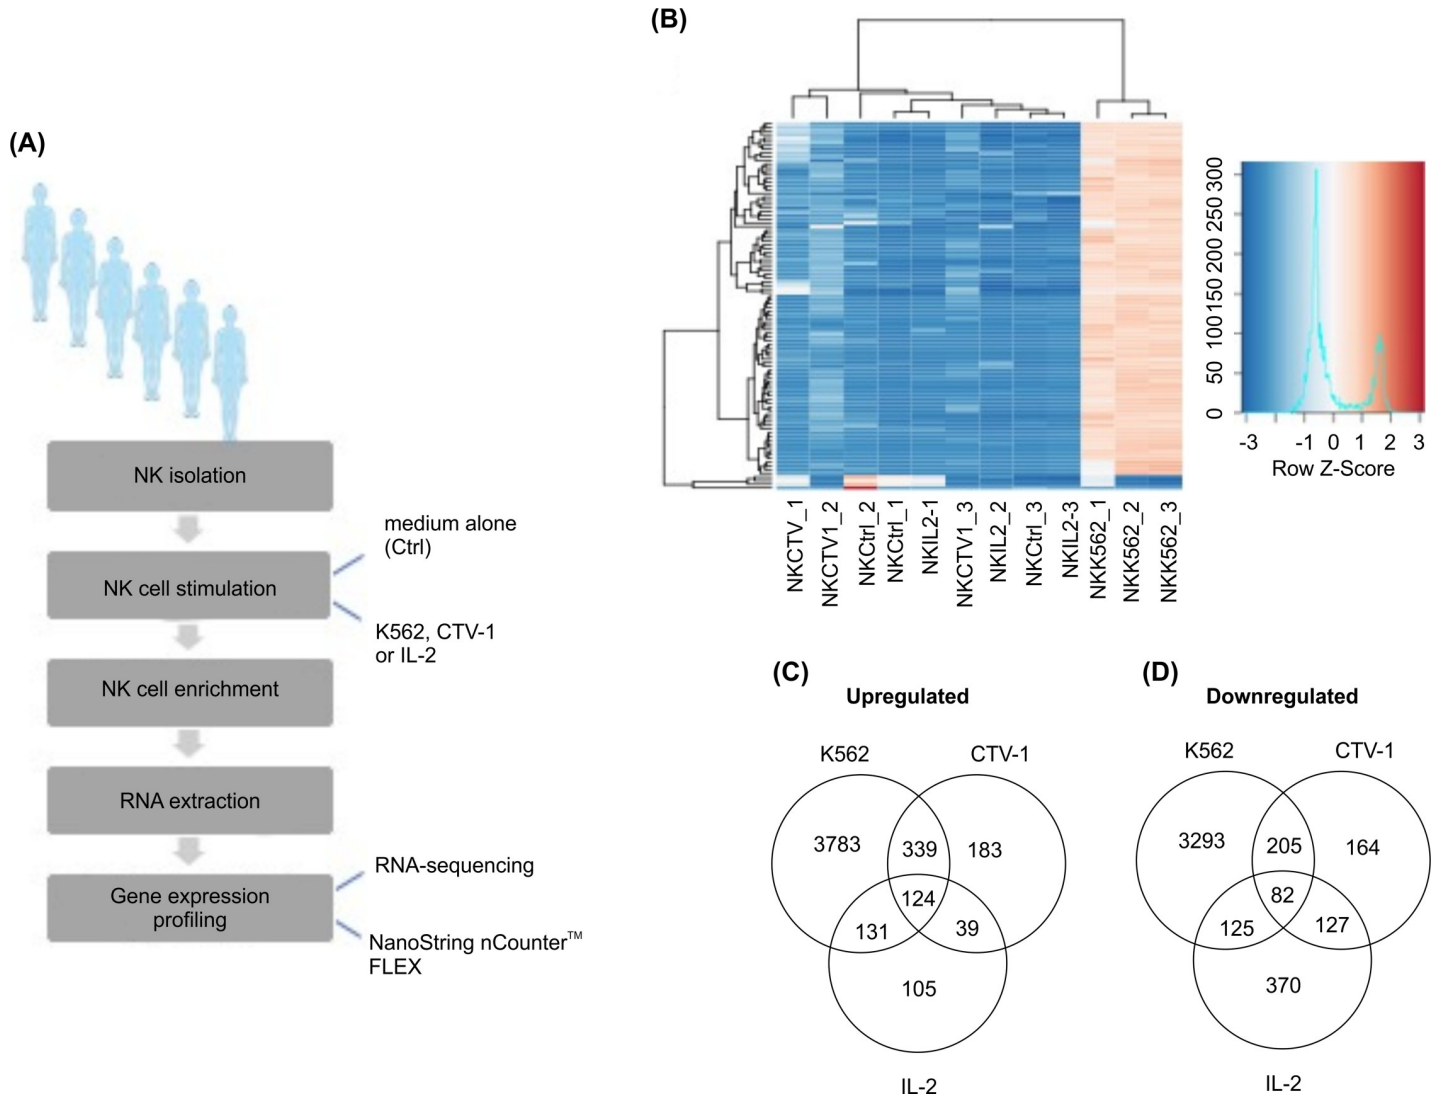 (A)
NK isolation
medium alone
(Ctrl)
NK cell stimulation
K562, CTV-1
or IL-2
NK cell enrichment
RNA extraction
RNA-sequencing
Gene expression
profiling
NanoString nCounter™
FLEX
(B)
NKCTV_1
NKCTV1_2
NKCtrl_2
NKCtrl_1
NKIL2-1
NKCTV1_3
NKIL2_2
NKCtrl_3
NKIL2-3
NKK562_1
NKK562_2
NKK562_3
0 50 100 150 200 250 300
-3 -1 0 1 2 3
Row Z-Score
(C)
Upregulated
K562 CTV-1
3783 339 183
124
131 39
105
IL-2
(D)
Downregulated
K562 CTV-1
3293 205 164
82
125 127
370
IL-2